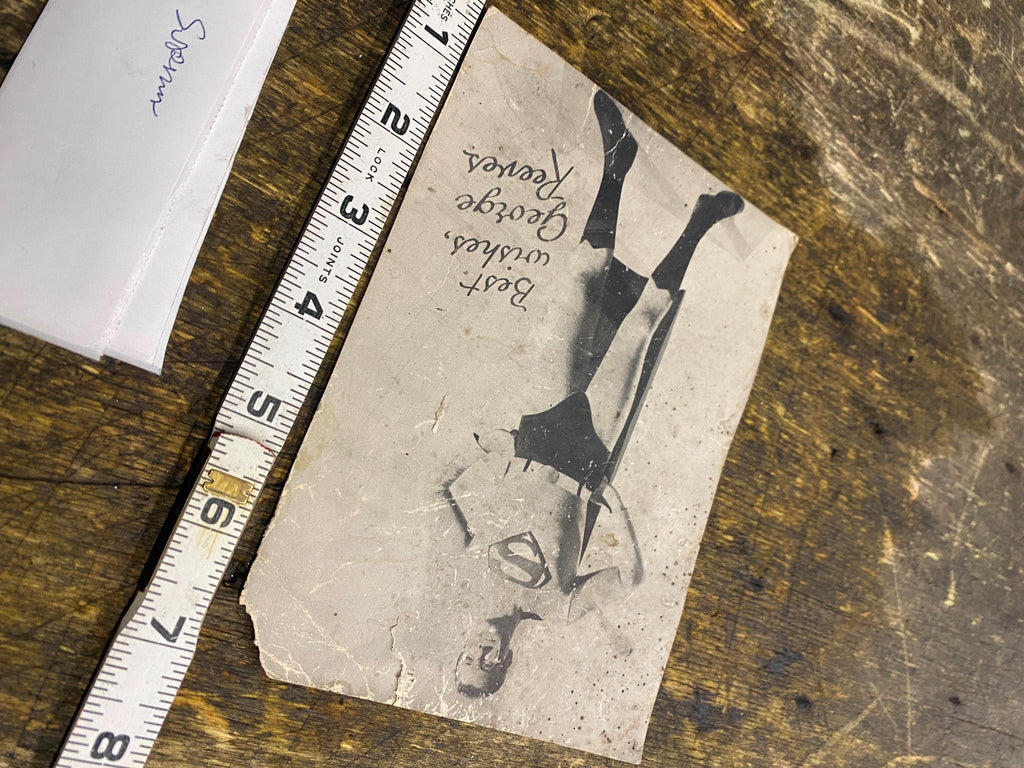 Superman
1
2
LOCK
3
JOINTS
4
5
6
7
8
Best
wishes,
George
Reeves
S